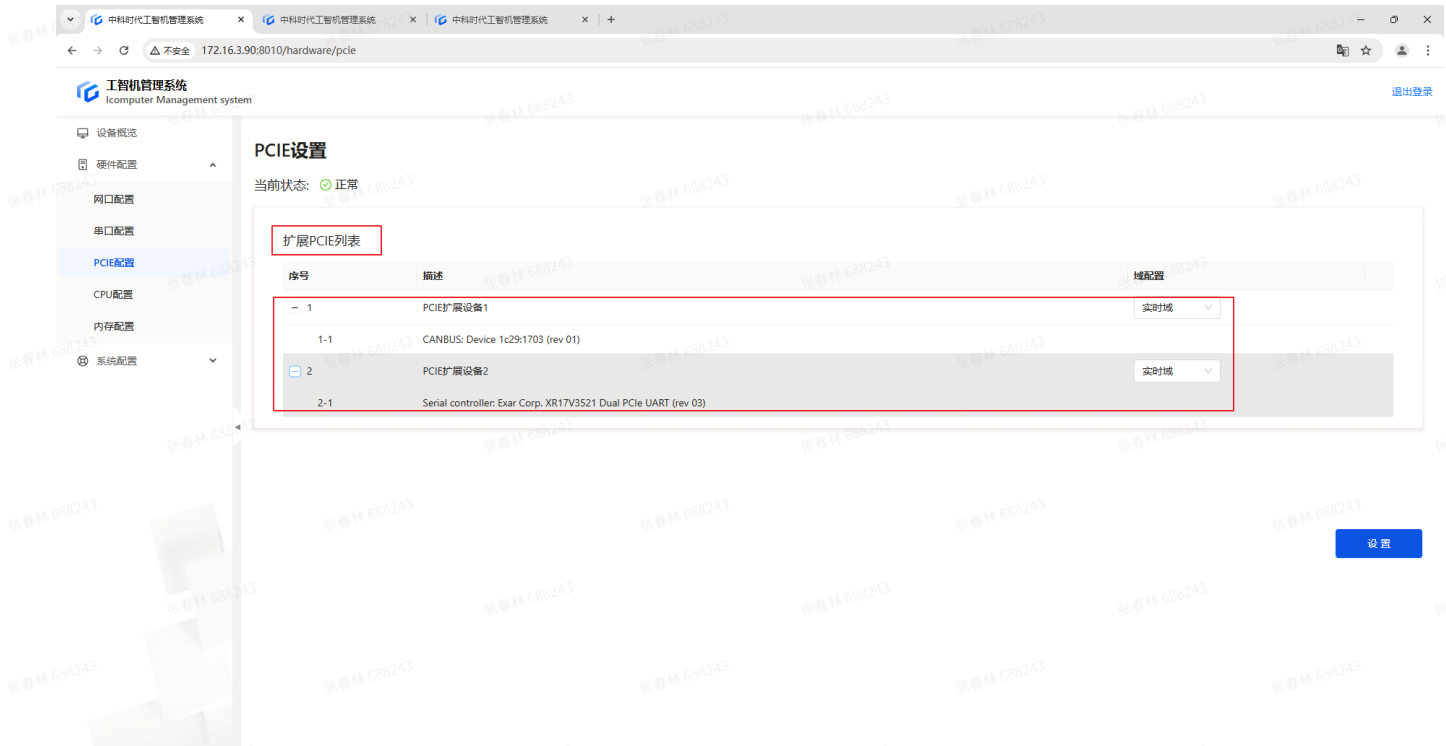 中科时代工智机管理系统
中科时代工智机管理系统
中科时代工智机管理系统
不安全 172.16.3.90:8010/hardware/pcie
工智机管理系统
Icomputer Management system
退出登录
设备概览
硬件配置
网口配置
串口配置
PCIE配置
CPU配置
内存配置
系统配置
PCIE设置
当前状态: 正常
扩展PCIE列表
序号 描述 域配置
1 PCIE扩展设备1 实时域
1-1 CANBUS: Device 1c29:1703 (rev 01)
2 PCIE扩展设备2 实时域
2-1 Serial controller: Exar Corp. XR17V3521 Dual PCIe UART (rev 03)
设 置
张春林 688243